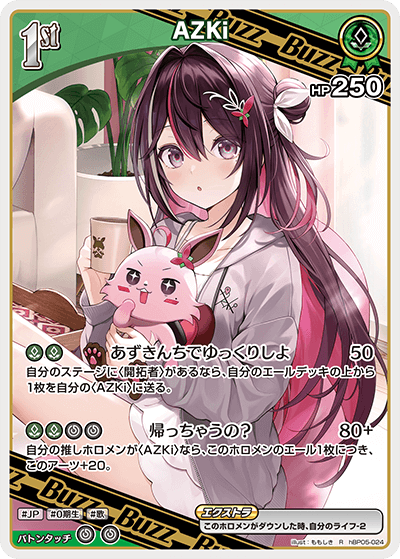 1st
AZKi
Buzz Buzz Buzz
HP250
あずきんちでゆっくりしよ 50
自分のステージに〈開拓者〉があるなら、自分のエールデッキの上から
1枚を自分の〈AZKi〉に送る。
帰っちゃうの? 80+
自分の推しホロメンが〈AZKi〉なら、このホロメンのエール1枚につき、
このアーツ+20。
Buzz Buzz Buzz
#JP #0期生 #歌
エクストラ
このホロメンがダウンした時、自分のライフ-2
バトンタッチ
illust:ももしき R hBP05-024